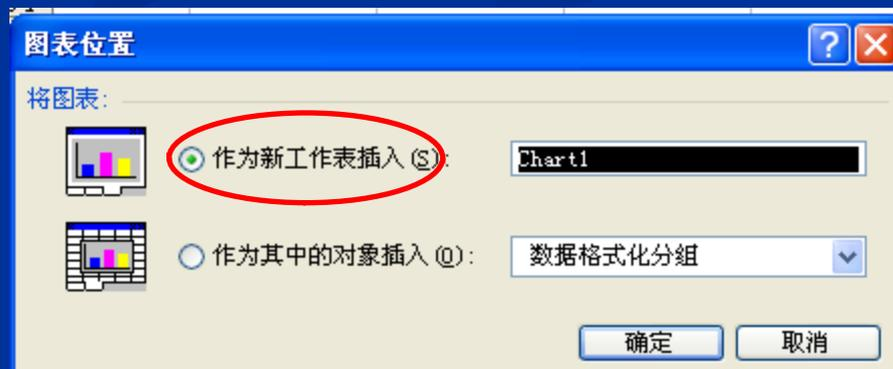 图表位置
将图表:
作为新工作表插入(S): Chart1
作为其中的对象插入(O): 数据格式化分组
确定 取消